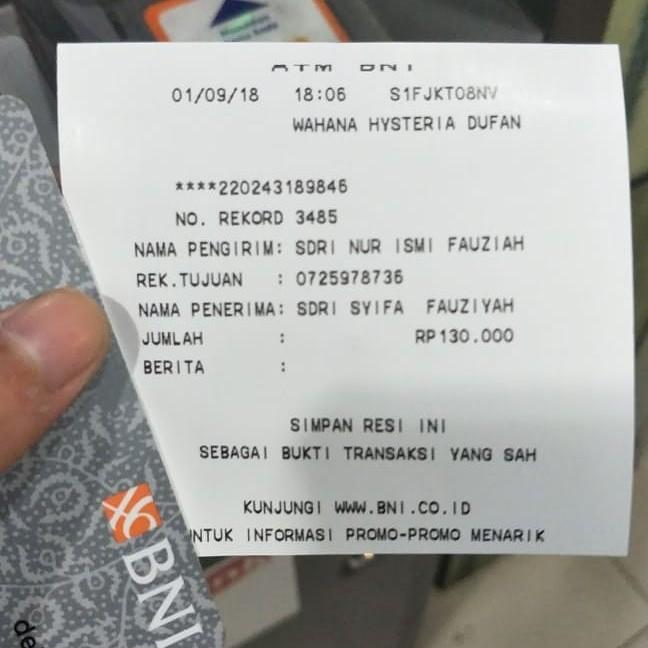 ATM BNI
01/09/18 18:06 S1FJKT08NV
WAHANA HYSTERIA DUFAN
****220243189846
NO. REKORD 3485
NAMA PENGIRIM: SDRI NUR ISMI FAUZIAH
REK.TUJUAN : 0725978736
NAMA PENERIMA: SDRI SYIFA FAUZIYAH
JUMLAH : RP130.000
BERITA :
SIMPAN RESI INI
SEBAGAI BUKTI TRANSAKSI YANG SAH
KUNJUNGI WWW.BNI.CO.ID
NTUK INFORMASI PROMO-PROMO MENARIK
BNI
de